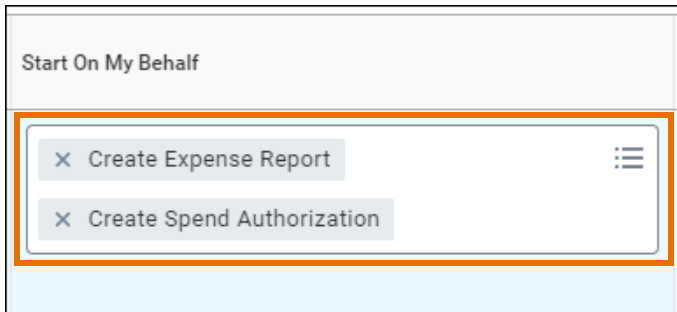 Start On My Behalf
Create Expense Report
Create Spend Authorization